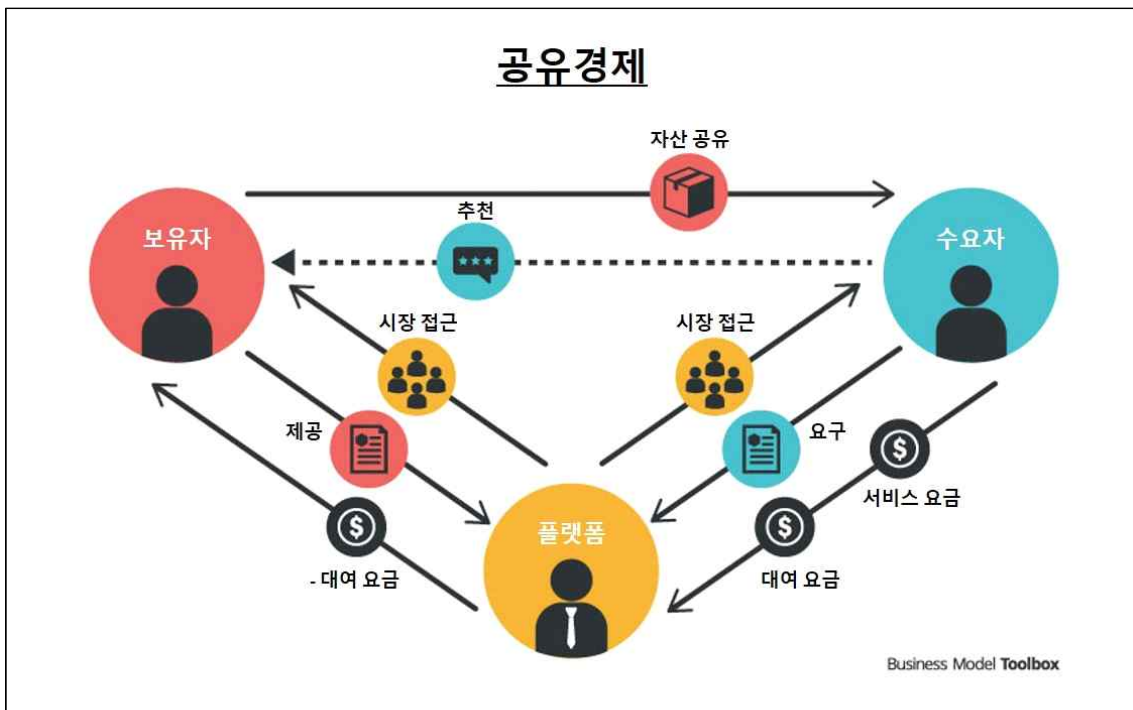 공유경제
자산 공유
추천
보유자
수요자
시장 접근
시장 접근
제공
요구
서비스 요금
플랫폼
- 대여 요금
대여 요금
Business Model Toolbox